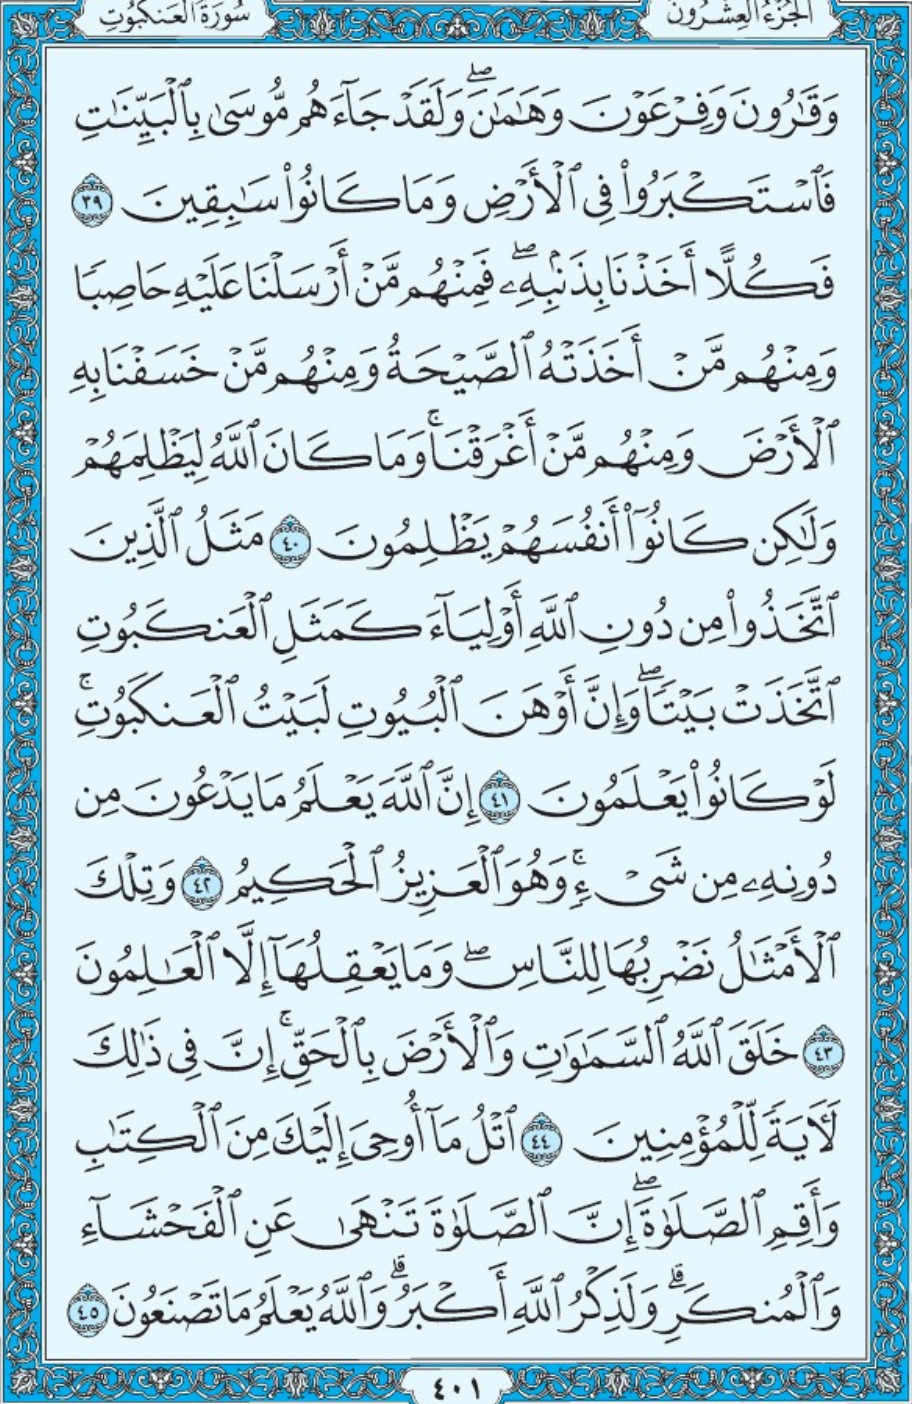 الجُزْءُ العِشْرُونَ
سُورَةُ العَنكَبُوتِ
وَقَٰرُونَ وَفِرْعَوْنَ وَهَٰمَٰنَۖ وَلَقَدْ جَآءَهُم مُّوسَىٰ بِٱلْبَيِّنَٰتِ
فَٱسْتَكْبَرُوا۟ فِى ٱلْأَرْضِ وَمَا كَانُوا۟ سَٰبِقِينَ ٣٩
فَكُلًّا أَخَذْنَا بِذَنۢبِهِۦۖ فَمِنْهُم مَّنْ أَرْسَلْنَا عَلَيْهِ حَاصِبًا
وَمِنْهُم مَّنْ أَخَذَتْهُ ٱلصَّيْحَةُ وَمِنْهُم مَّنْ خَسَفْنَا بِهِ
ٱلْأَرْضَ وَمِنْهُم مَّنْ أَغْرَقْنَاۚ وَمَا كَانَ ٱللَّهُ لِيَظْلِمَهُمْ
وَلَٰكِن كَانُوٓا۟ أَنفُسَهُمْ يَظْلِمُونَ ٤٠ مَثَلُ ٱلَّذِينَ
ٱتَّخَذُوا۟ مِن دُونِ ٱللَّهِ أَوْلِيَآءَ كَمَثَلِ ٱلْعَنكَبُوتِ
ٱتَّخَذَتْ بَيْتًاۖ وَإِنَّ أَوْهَنَ ٱلْبُيُوتِ لَبَيْتُ ٱلْعَنكَبُوتِۚ
لَوْ كَانُوا۟ يَعْلَمُونَ ٤١ إِنَّ ٱللَّهَ يَعْلَمُ مَا يَدْعُونَ مِن
دُونِهِۦ مِن شَىْءٍۚ وَهُوَ ٱلْعَزِيزُ ٱلْحَكِيمُ ٤٢ وَتِلْكَ
ٱلْأَمْثَٰلُ نَضْرِبُهَا لِلنَّاسِۖ وَمَا يَعْقِلُهَآ إِلَّا ٱلْعَٰلِمُونَ
٤٣ خَلَقَ ٱللَّهُ ٱلسَّمَٰوَٰتِ وَٱلْأَرْضَ بِٱلْحَقِّۚ إِنَّ فِى ذَٰلِكَ
لَءَايَةً لِّلْمُؤْمِنِينَ ٤٤ ٱتْلُ مَآ أُوحِىَ إِلَيْكَ مِنَ ٱلْكِتَٰبِ
وَأَقِمِ ٱلصَّلَوٰةَۖ إِنَّ ٱلصَّلَوٰةَ تَنْهَىٰ عَنِ ٱلْفَحْشَآءِ
وَٱلْمُنكَرِۗ وَلَذِكْرُ ٱللَّهِ أَكْبَرُۗ وَٱللَّهُ يَعْلَمُ مَا تَصْنَعُونَ ٤٥
٤٠١